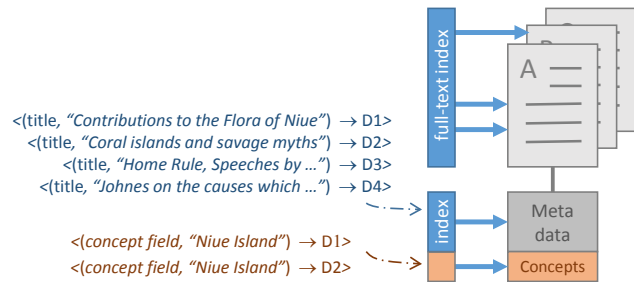 full-text index
A
<(title, “Contributions to the Flora of Niue”) → D1>
<(title, “Coral islands and savage myths”) → D2>
<(title, “Home Rule, Speeches by …”) → D3>
<(title, “Johnes on the causes which …”) → D4>
index
Meta
data
<(concept field, “Niue Island”) → D1>
<(concept field, “Niue Island”) → D2>
Concepts